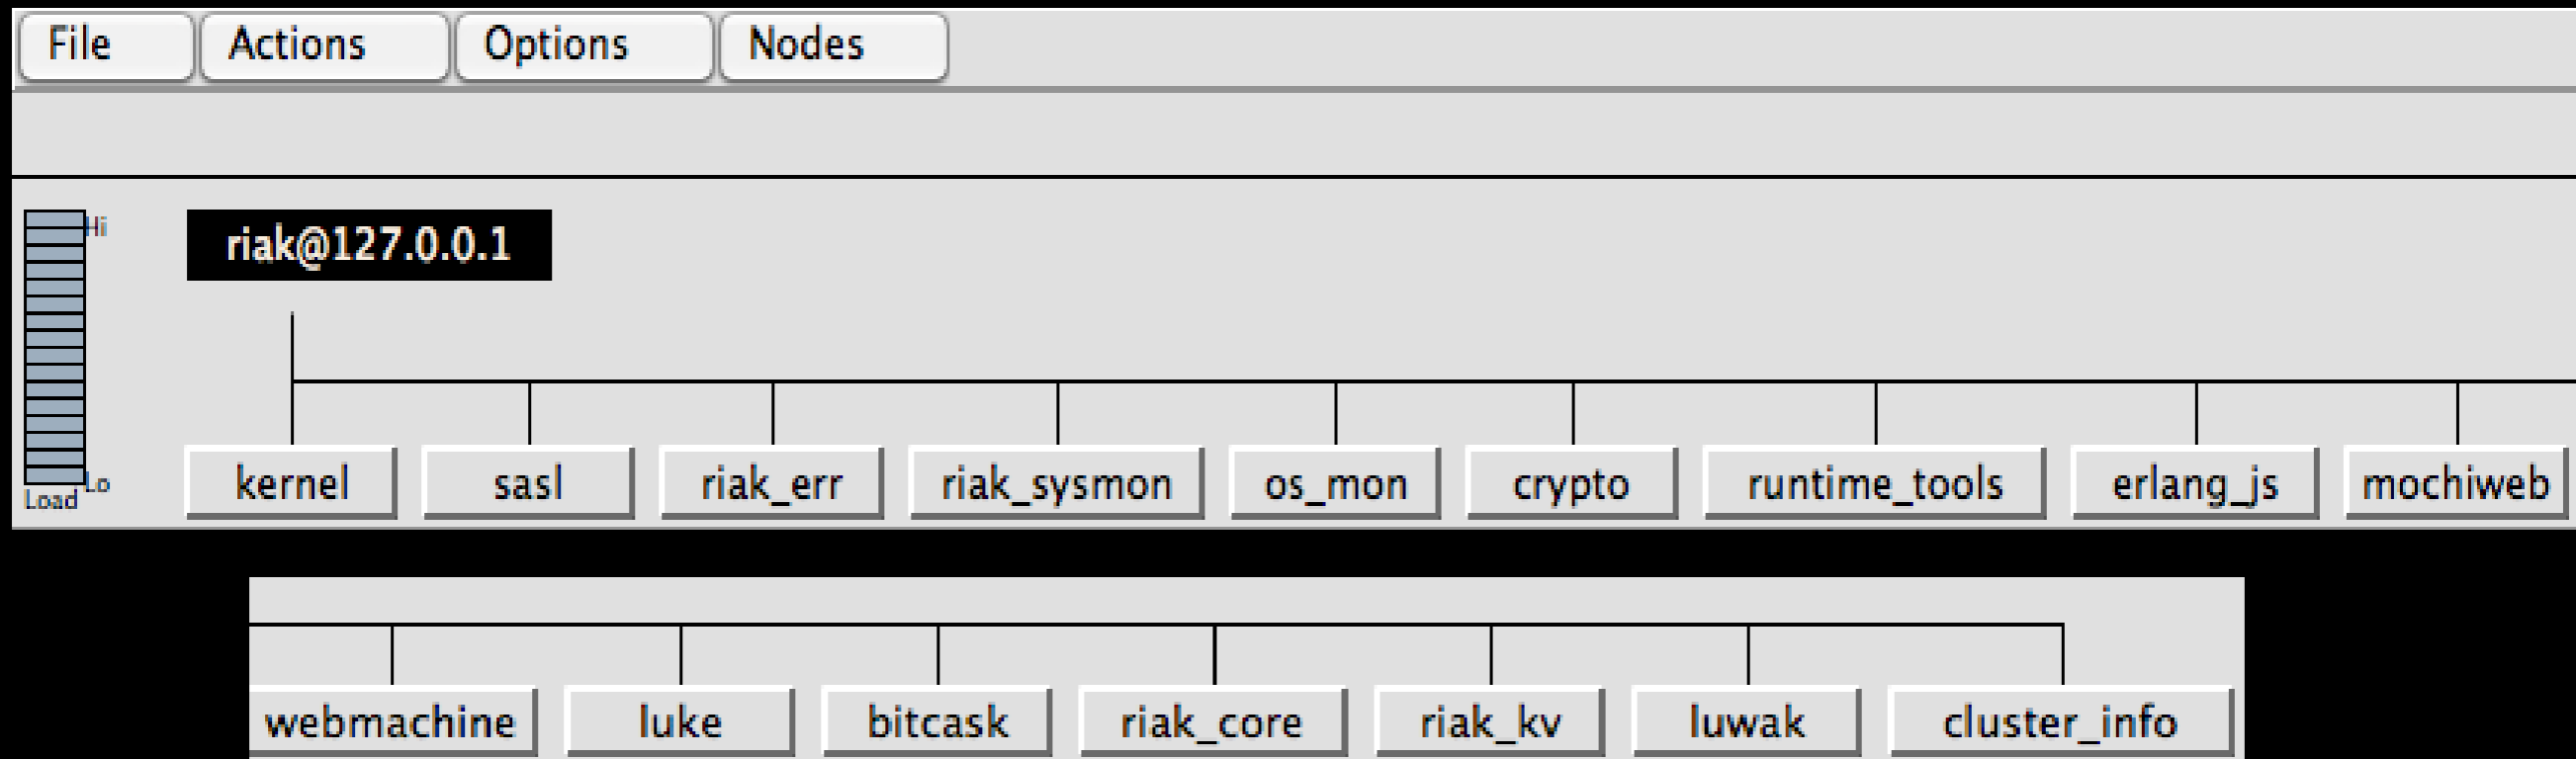 File Actions Options Nodes
Hi
riak@127.0.0.1
Lo
Load
kernel sasl riak_err riak_sysmon os_mon crypto runtime_tools erlang_js mochiweb
webmachine luke bitcask riak_core riak_kv luwak cluster_info